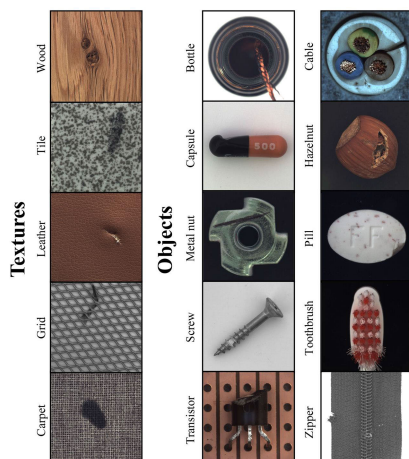 Textures
Wood
Tile
Leather
Grid
Carpet
Objects
Bottle
Capsule
500
Metal nut
Screw
Transistor
Cable
Hazelnut
Pill
FF
Toothbrush
Zipper